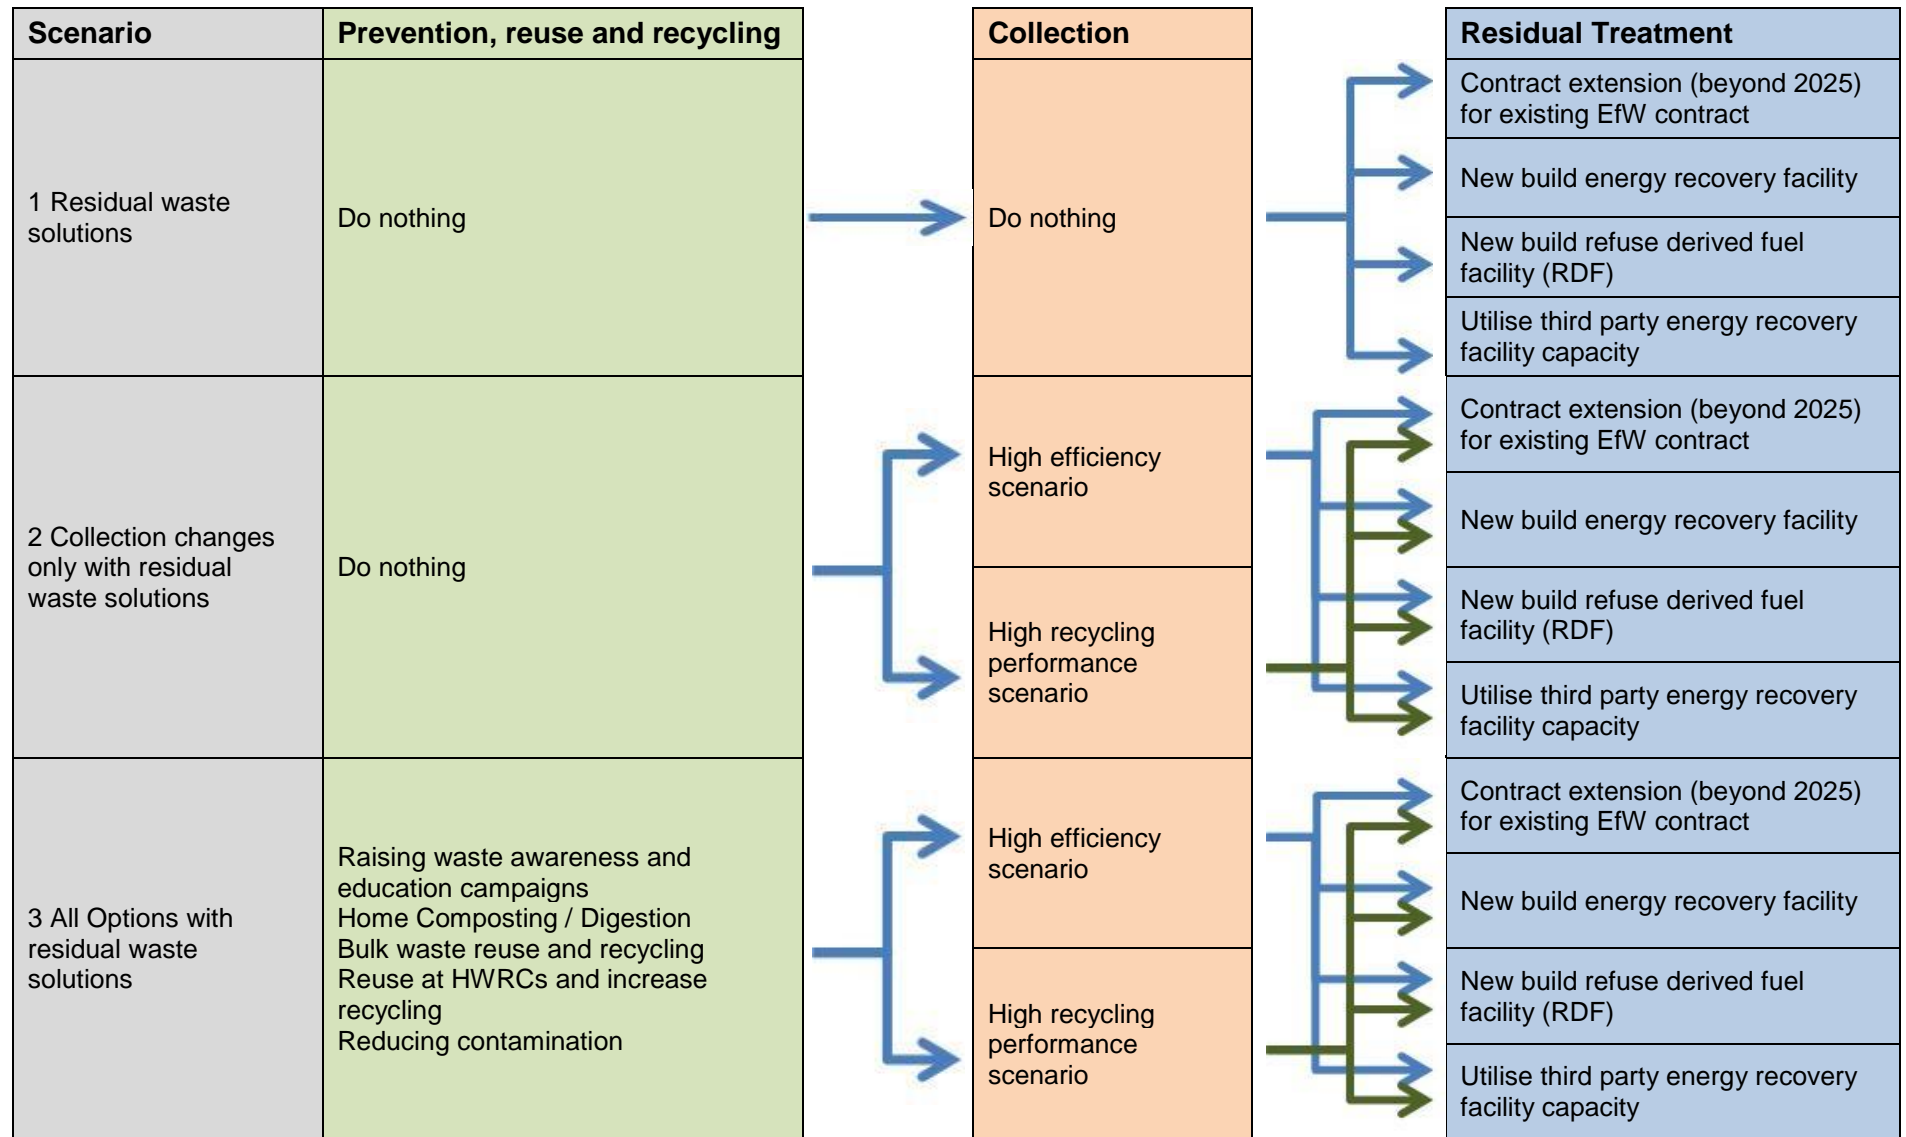 Scenario
Prevention, reuse and recycling
Collection
Residual Treatment
1 Residual waste
solutions
Do nothing
Do nothing
Contract extension (beyond 2025)
for existing EfW contract
New build energy recovery facility
New build refuse derived fuel
facility (RDF)
Utilise third party energy recovery
facility capacity
2 Collection changes
only with residual
waste solutions
Do nothing
High efficiency
scenario
High recycling
performance
scenario
Contract extension (beyond 2025)
for existing EfW contract
New build energy recovery facility
New build refuse derived fuel
facility (RDF)
Utilise third party energy recovery
facility capacity
3 All Options with
residual waste
solutions
Raising waste awareness and
education campaigns
Home Composting / Digestion
Bulk waste reuse and recycling
Reuse at HWRCs and increase
recycling
Reducing contamination
High efficiency
scenario
High recycling
performance
scenario
Contract extension (beyond 2025)
for existing EfW contract
New build energy recovery facility
New build refuse derived fuel
facility (RDF)
Utilise third party energy recovery
facility capacity